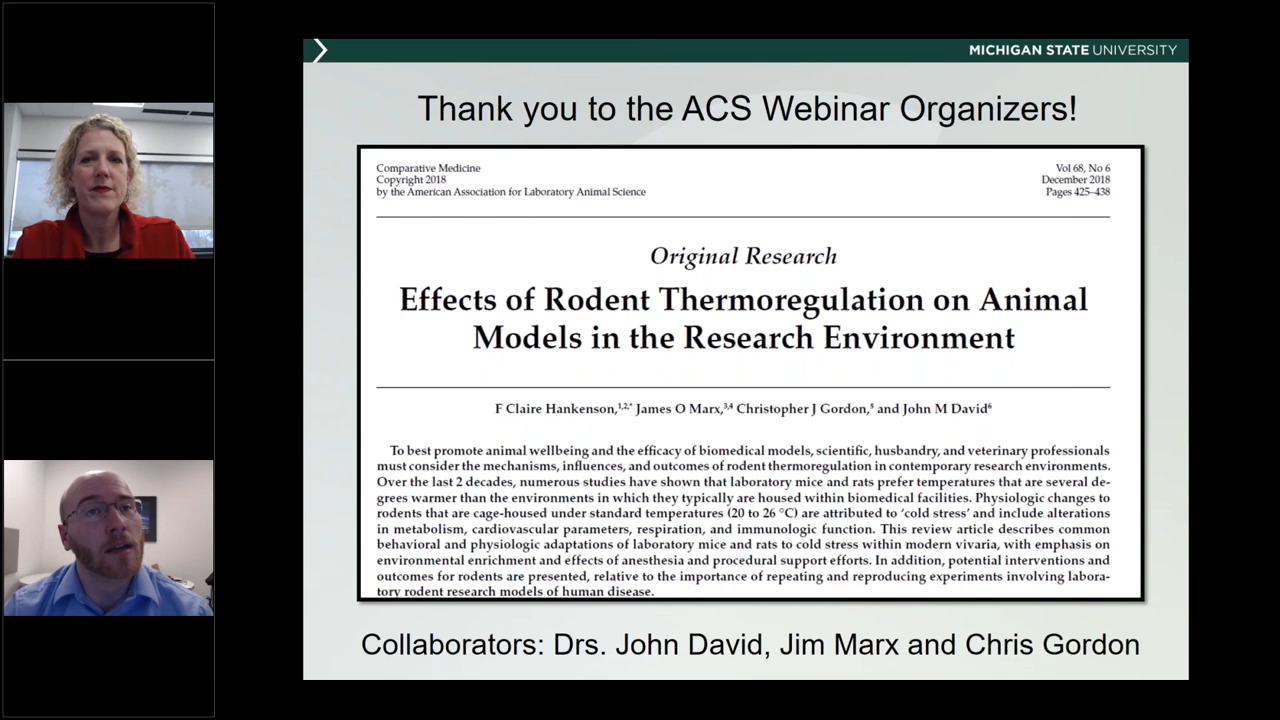 MICHIGAN STATE UNIVERSITY
Thank you to the ACS Webinar Organizers!
Comparative Medicine
Copyright 2018
by the American Association for Laboratory Animal Science
Vol 68, No 6
December 2018
Pages 425–438
Original Research
Effects of Rodent Thermoregulation on Animal
Models in the Research Environment
F Claire Hankenson,1,2,* James O Marx,3,4 Christopher J Gordon,5 and John M David6
To best promote animal wellbeing and the efficacy of biomedical models, scientific, husbandry, and veterinary professionals
must consider the mechanisms, influences, and outcomes of rodent thermoregulation in contemporary research environments.
Over the last 2 decades, numerous studies have shown that laboratory mice and rats prefer temperatures that are several de-
grees warmer than the environments in which they typically are housed within biomedical facilities. Physiologic changes to
rodents that are cage-housed under standard temperatures (20 to 26 °C) are attributed to ‘cold stress’ and include alterations
in metabolism, cardiovascular parameters, respiration, and immunologic function. This review article describes common
behavioral and physiologic adaptations of laboratory mice and rats to cold stress within modern vivaria, with emphasis on
environmental enrichment and effects of anesthesia and procedural support efforts. In addition, potential interventions and
outcomes for rodents are presented, relative to the importance of repeating and reproducing experiments involving labora-
tory rodent research models of human disease.
Collaborators: Drs. John David, Jim Marx and Chris Gordon